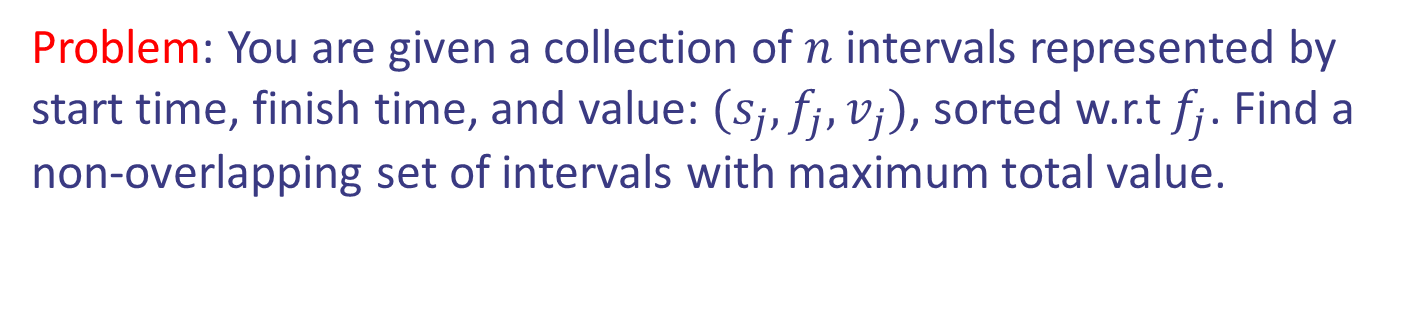 Problem: You are given a collection of 𝑛 intervals represented by
start time, finish time, and value: (𝑠ⱼ, 𝑓ⱼ, 𝑣ⱼ), sorted w.r.t 𝑓ⱼ. Find a
non-overlapping set of intervals with maximum total value.